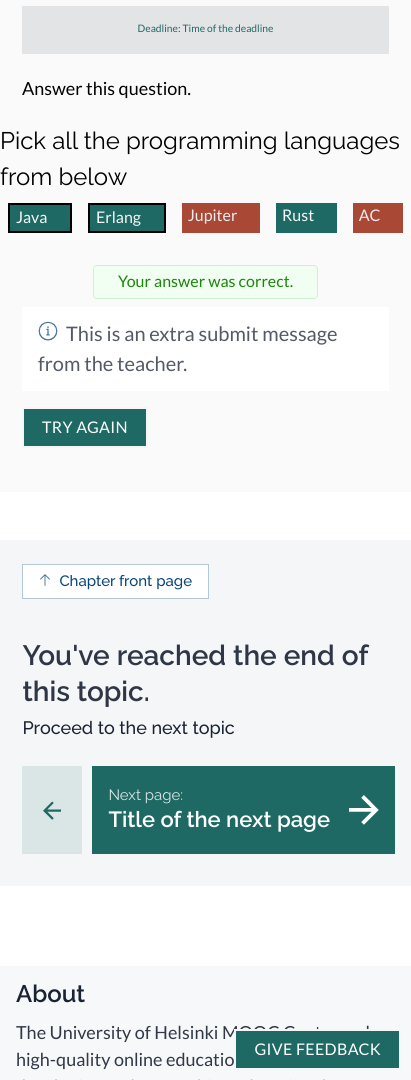 Deadline: Time of the deadline
Answer this question.
Pick all the programming languages
from below
Java Erlang Jupiter Rust AC
Your answer was correct.
This is an extra submit message
from the teacher.
TRY AGAIN
Chapter front page
You've reached the end of
this topic.
Proceed to the next topic
Next page:
Title of the next page
About
The University of Helsinki
high-quality online
GIVE FEEDBACK